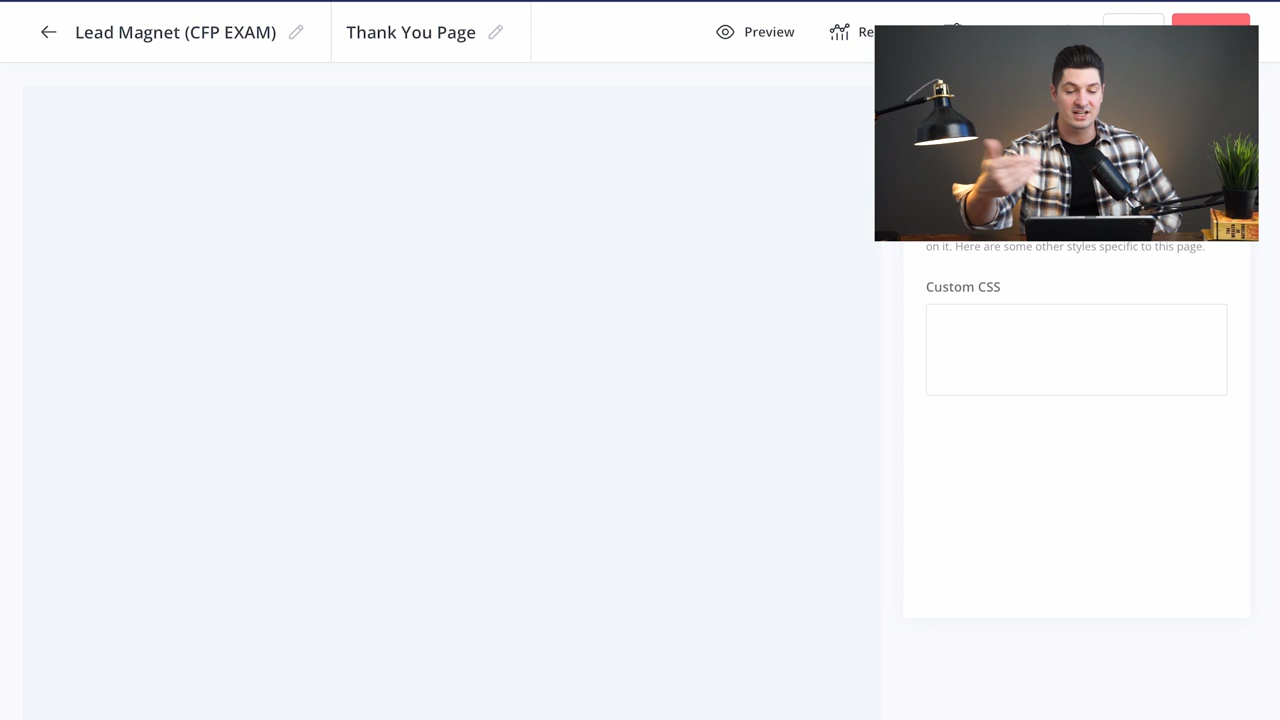 Lead Magnet (CFP EXAM)
Thank You Page
Preview
Re
on it. Here are some other styles specific to this page.
Custom CSS